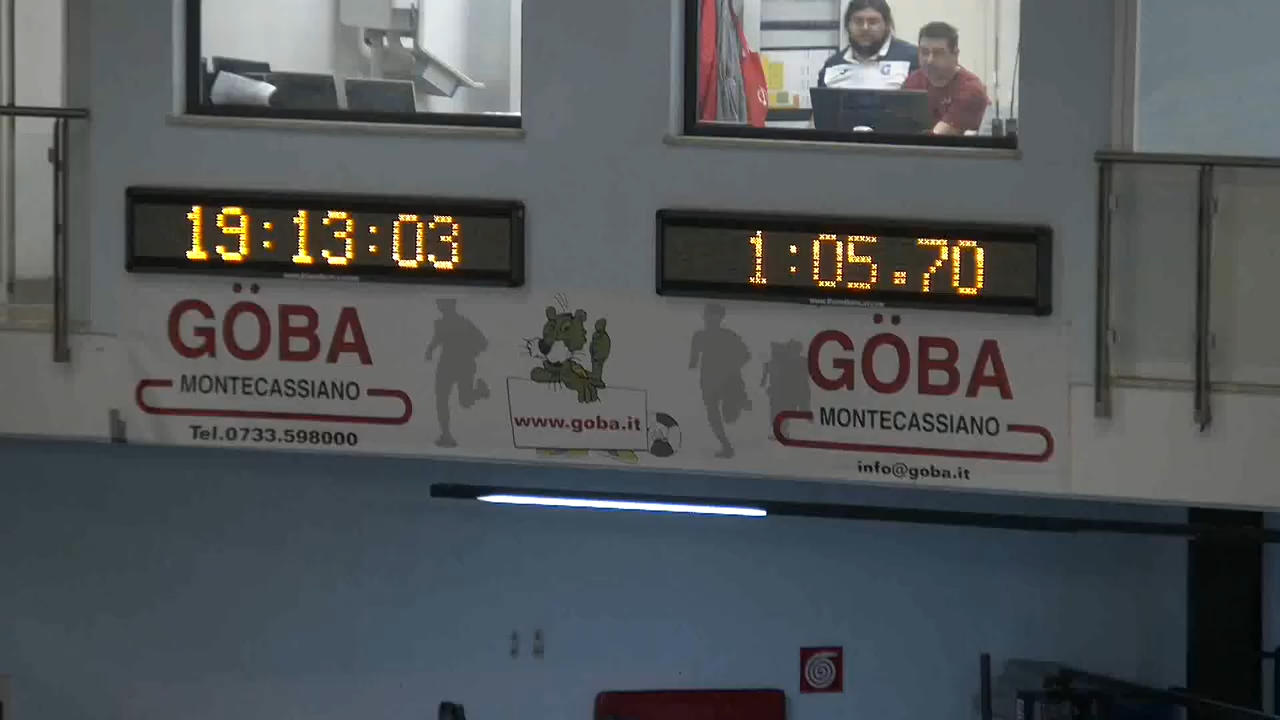 19:13:03
1:05.70
GÖBA
MONTECASSIANO
Tel.0733.598000
www.goba.it
GÖBA
MONTECASSIANO
info@goba.it